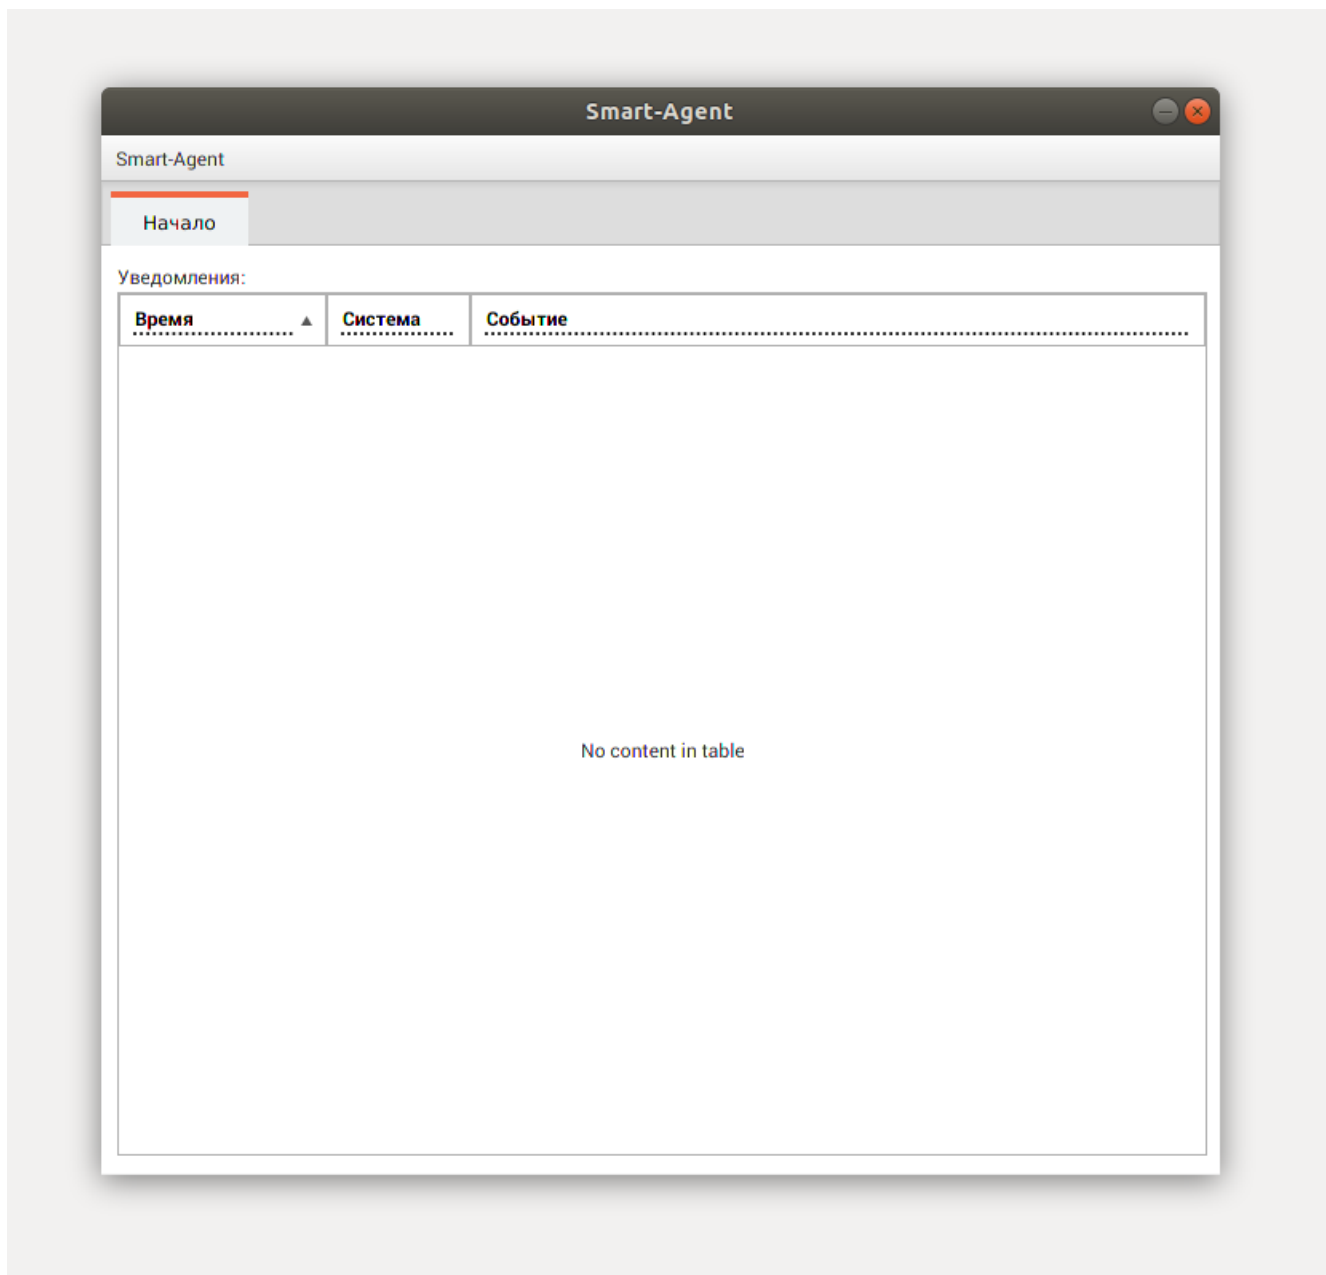 Smart-Agent
Smart-Agent
Начало
Уведомления:
Время Система Событие
No content in table